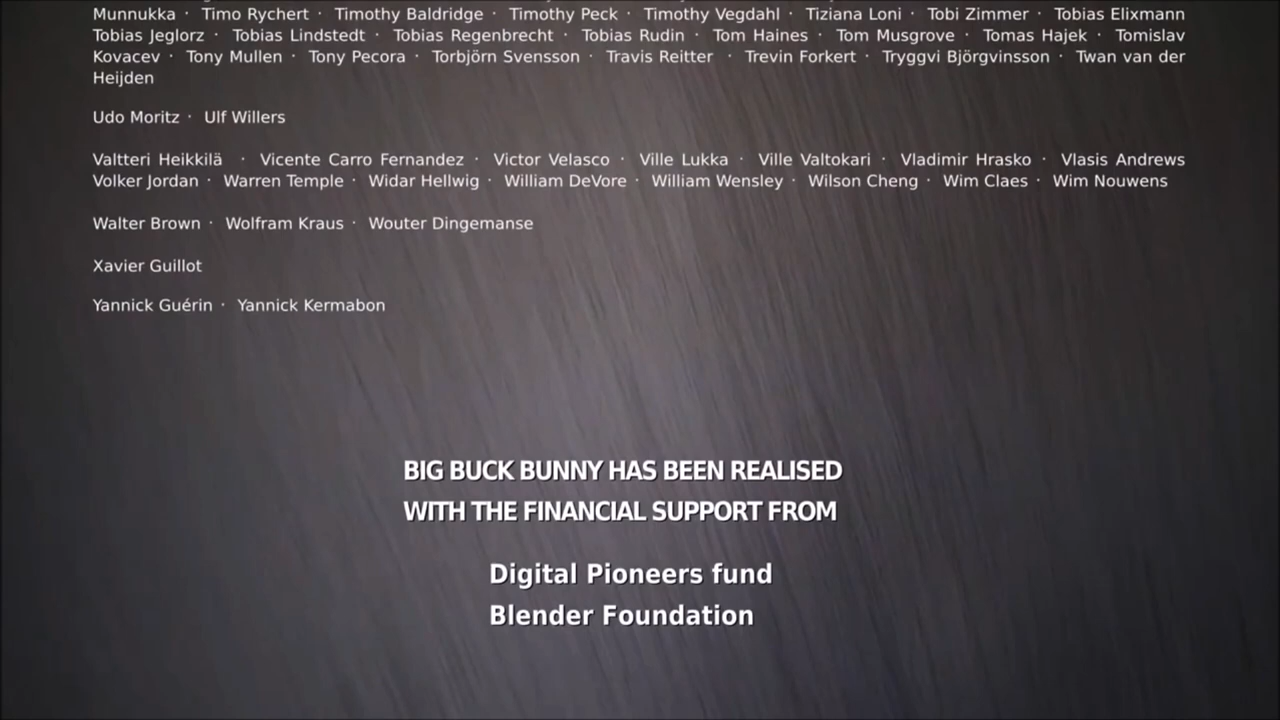 Munnukka · Timo Rychert · Timothy Baldridge · Timothy Peck · Timothy Vegdahl · Tiziana Loni · Tobi Zimmer · Tobias Elixmann
Tobias Jeglorz · Tobias Lindstedt · Tobias Regenbrecht · Tobias Rudin · Tom Haines · Tom Musgrove · Tomas Hajek · Tomislav
Kovacev · Tony Mullen · Tony Pecora · Torbjörn Svensson · Travis Reitter · Trevin Forkert · Tryggvi Björgvinsson · Twan van der
Heijden
Udo Moritz · Ulf Willers
Valtteri Heikkilä · Vicente Carro Fernandez · Victor Velasco · Ville Lukka · Ville Valtokari · Vladimir Hrasko · Vlasis Andrews
Volker Jordan · Warren Temple · Widar Hellwig · William DeVore · William Wensley · Wilson Cheng · Wim Claes · Wim Nouwens
Walter Brown · Wolfram Kraus · Wouter Dingemanse
Xavier Guillot
Yannick Guérin · Yannick Kermabon
BIG BUCK BUNNY HAS BEEN REALISED
WITH THE FINANCIAL SUPPORT FROM
Digital Pioneers fund
Blender Foundation